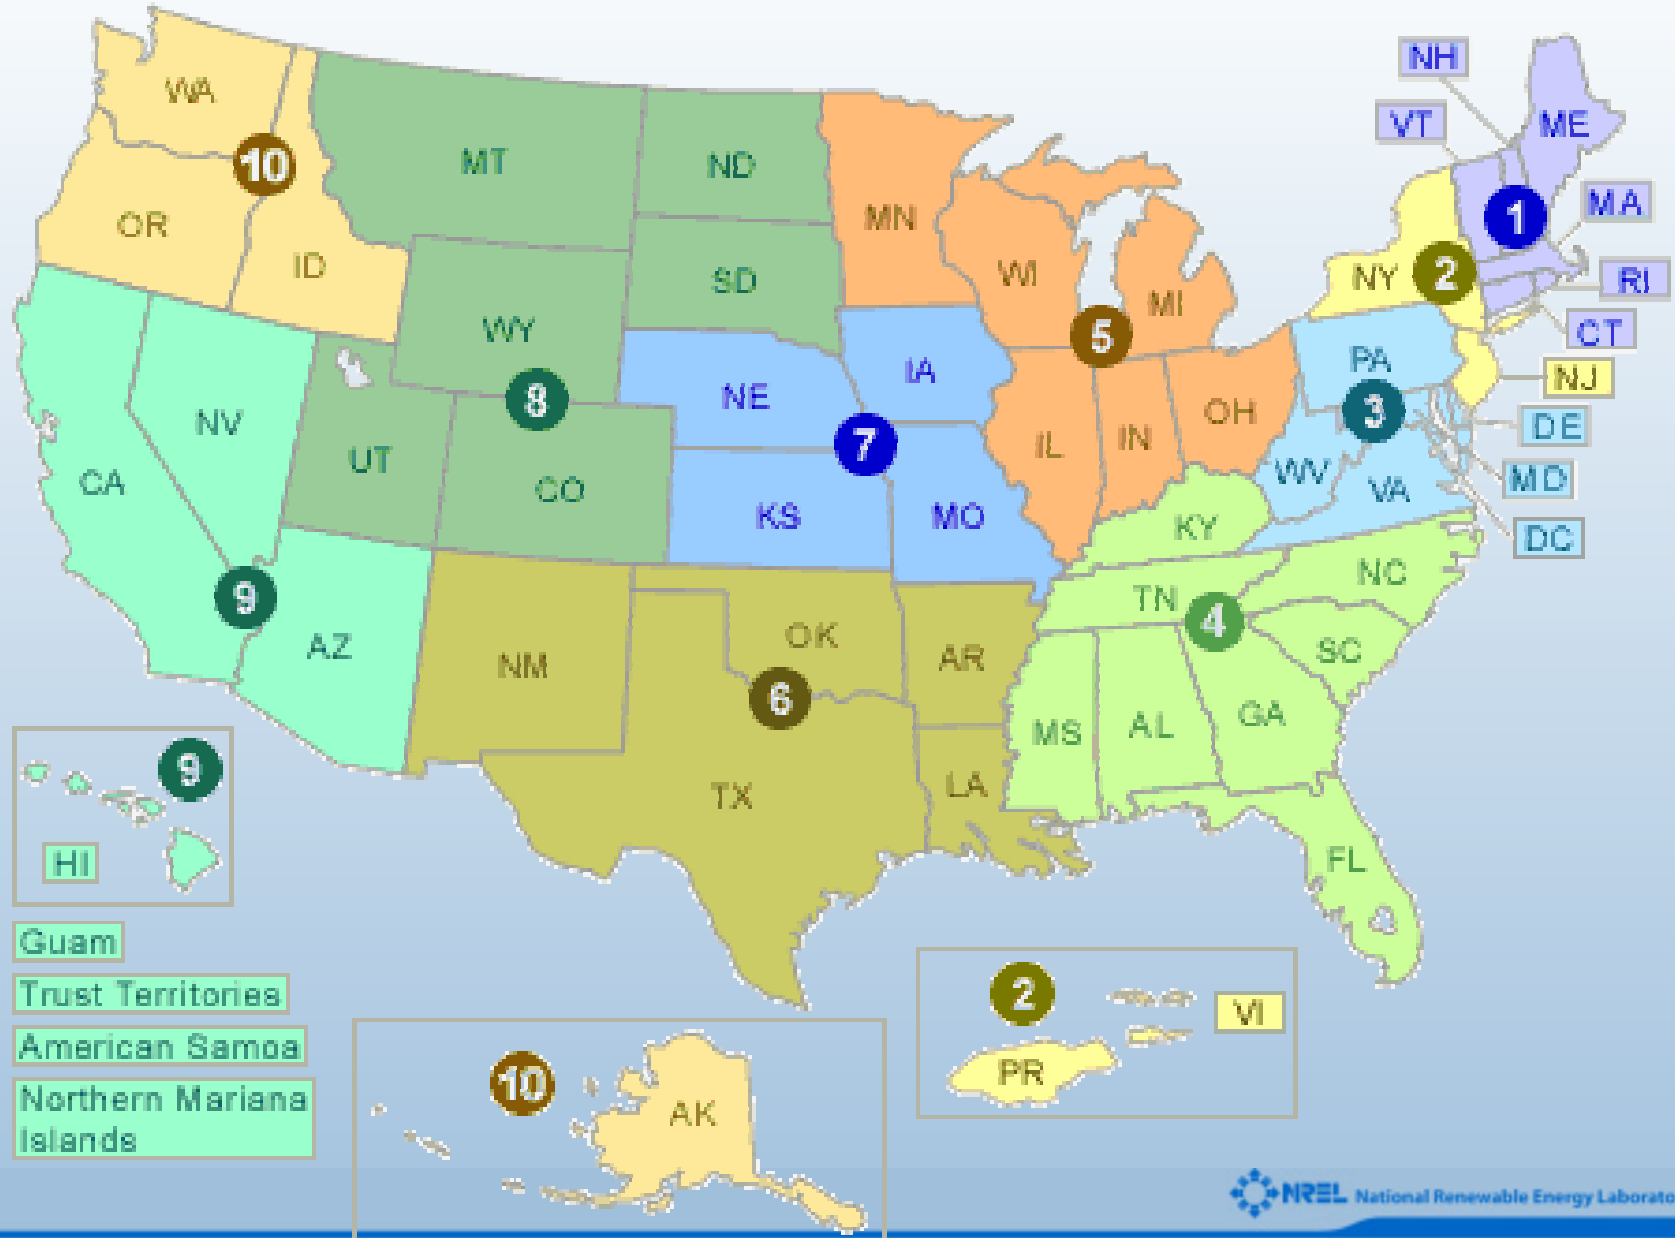 NH
WA
VT
ME
10
MT
ND
MN
MA
1
OR
ID
WI
NY
2
RI
SD
MI
WY
5
CT
PA
IA
NJ
NE
8
3
OH
NV
7
IN
IL
DE
UT
CO
WV
VA
MD
CA
KS
MO
KY
DC
NC
9
TN
4
AZ
OK
AR
SC
NM
6
MS
AL
GA
9
TX
LA
HI
FL
Guam
Trust Territories
2
VI
American Samoa
PR
10
AK
Northern Mariana
Islands
NREL National Renewable Energy Laborato